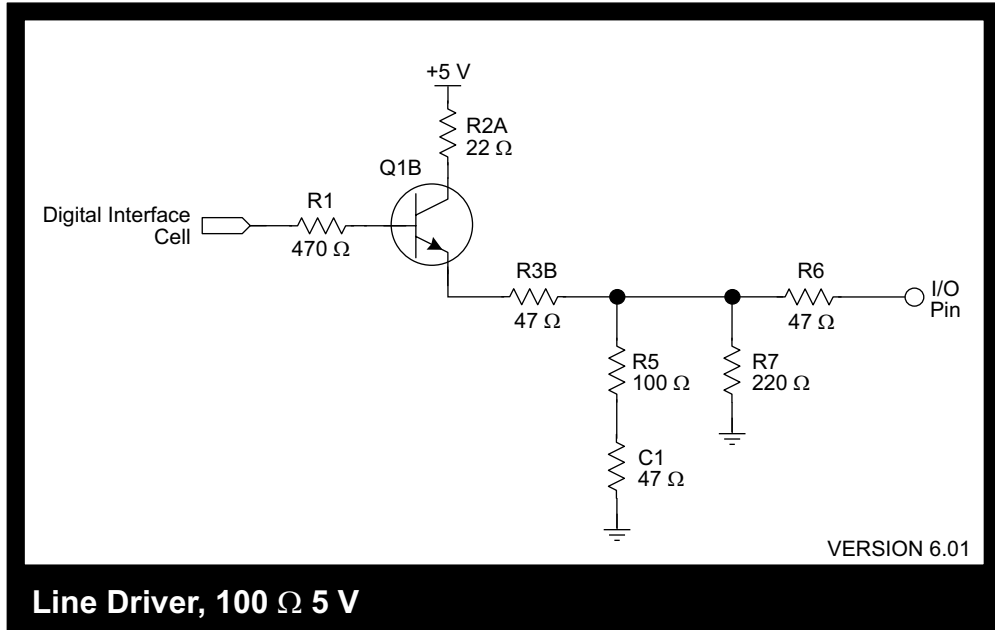 +5 V
R2A
22 Ω
Q1B
Digital Interface
Cell
R1
470 Ω
R3B
47 Ω
R6
47 Ω
I/O
Pin
R5
100 Ω
R7
220 Ω
C1
47 Ω
VERSION 6.01
Line Driver, 100 Ω 5 V